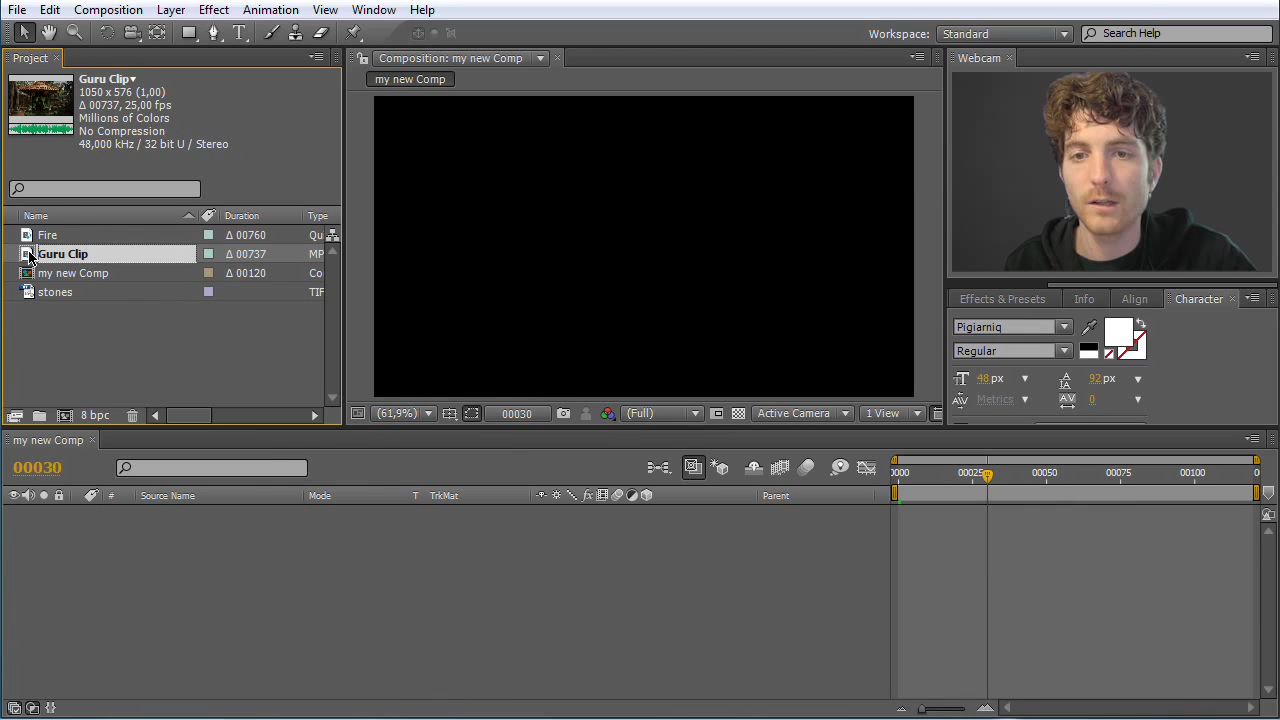 File Edit Composition Layer Effect Animation View Window Help
Workspace: Standard Search Help
Project
Guru Clip
1050 x 576 (1,00)
Δ 00737, 25,00 fps
Millions of Colors
No Compression
48,000 kHz / 32 bit U / Stereo
Name Duration Type
Fire Δ 00760 Qu
Guru Clip Δ 00737 MP
my new Comp Δ 00120 Co
stones TIF
8 bpc
Composition: my new Comp
my new Comp
(61,9%) 00030 (Full) Active Camera 1 View
Webcam
Effects & Presets Info Align Character
Pigiarniq
Regular
48 px 92 px
Metrics 0
my new Comp
00030
0000 00025 00050 00075 00100 0
# Source Name Mode T TrkMat fx Parent